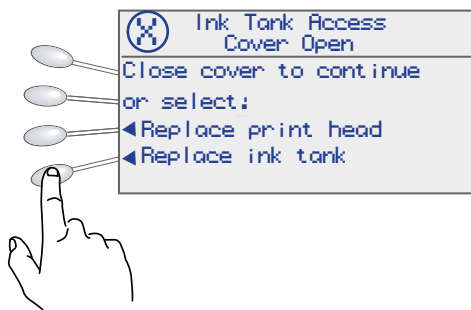 Ink Tank Access
Cover Open
Close cover to continue
or select:
◀Replace print head
◀Replace ink tank